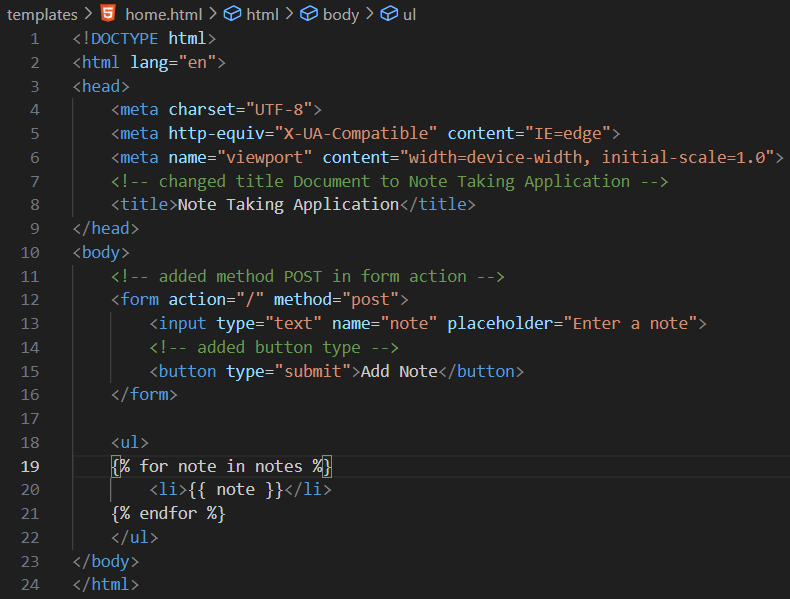 templates > home.html > html > body > ul
1 <!DOCTYPE html>
2 <html lang="en">
3 <head>
4     <meta charset="UTF-8">
5     <meta http-equiv="X-UA-Compatible" content="IE=edge">
6     <meta name="viewport" content="width=device-width, initial-scale=1.0">
7     <!-- changed title Document to Note Taking Application -->
8     <title>Note Taking Application</title>
9 </head>
10 <body>
11     <!-- added method POST in form action -->
12     <form action="/" method="post">
13         <input type="text" name="note" placeholder="Enter a note">
14         <!-- added button type -->
15         <button type="submit">Add Note</button>
16     </form>
17
18     <ul>
19     {% for note in notes %}
20         <li>{{ note }}</li>
21     {% endfor %}
22     </ul>
23 </body>
24 </html>